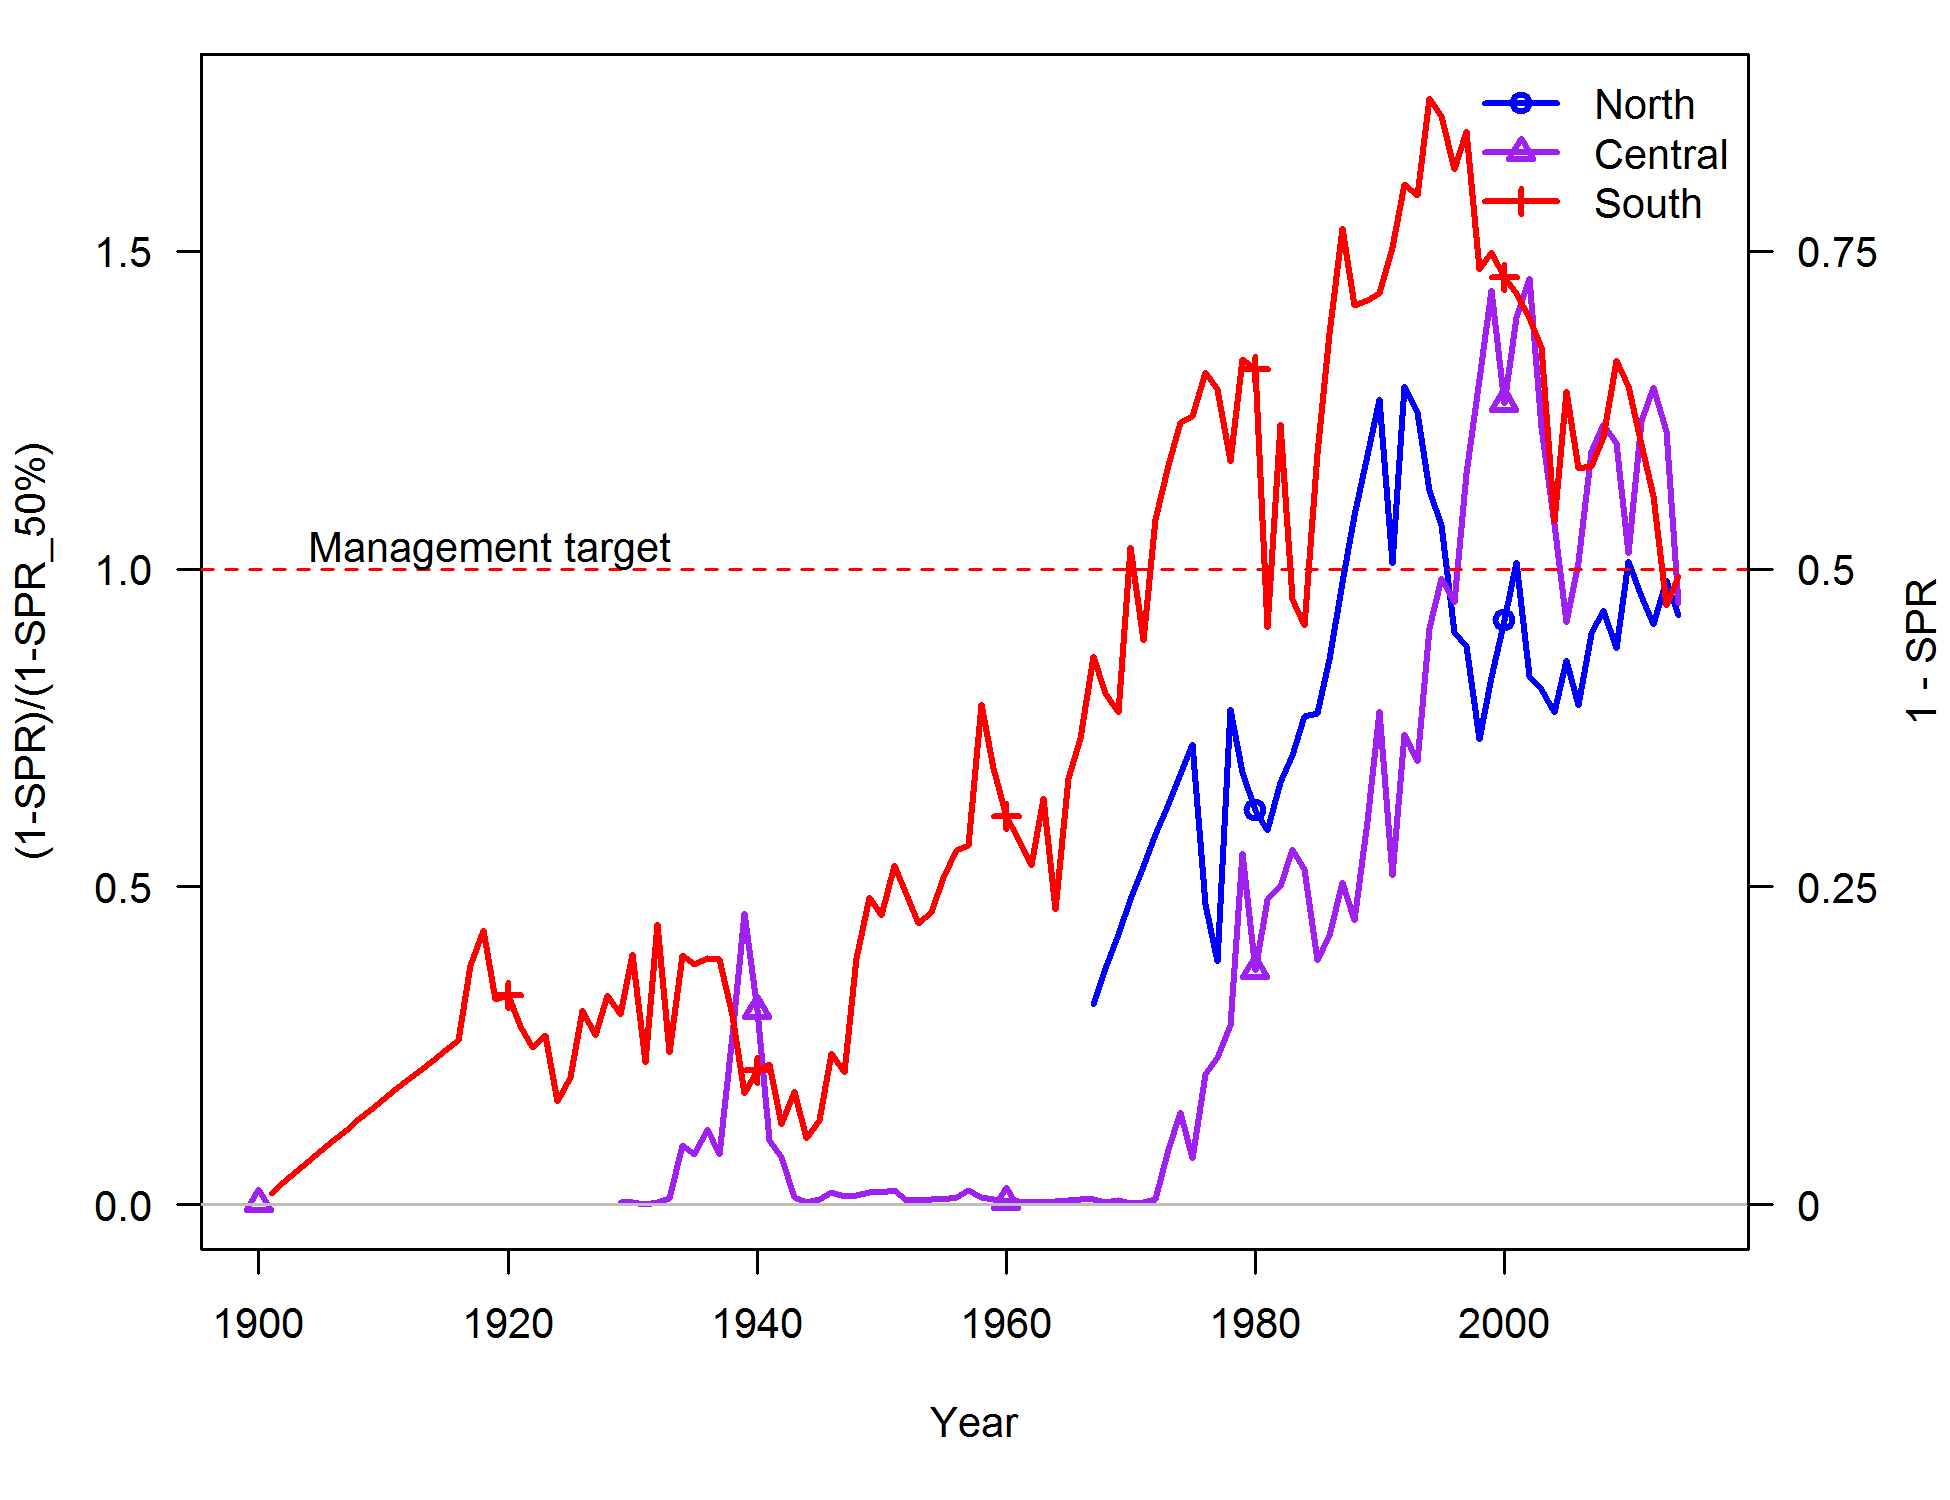 North
Central
South
Management target
(1-SPR)/(1-SPR_50%)
1.5
1.0
0.5
0.0
0.75
0.5
0.25
0
1 - SPR
1900 1920 1940 1960 1980 2000
Year